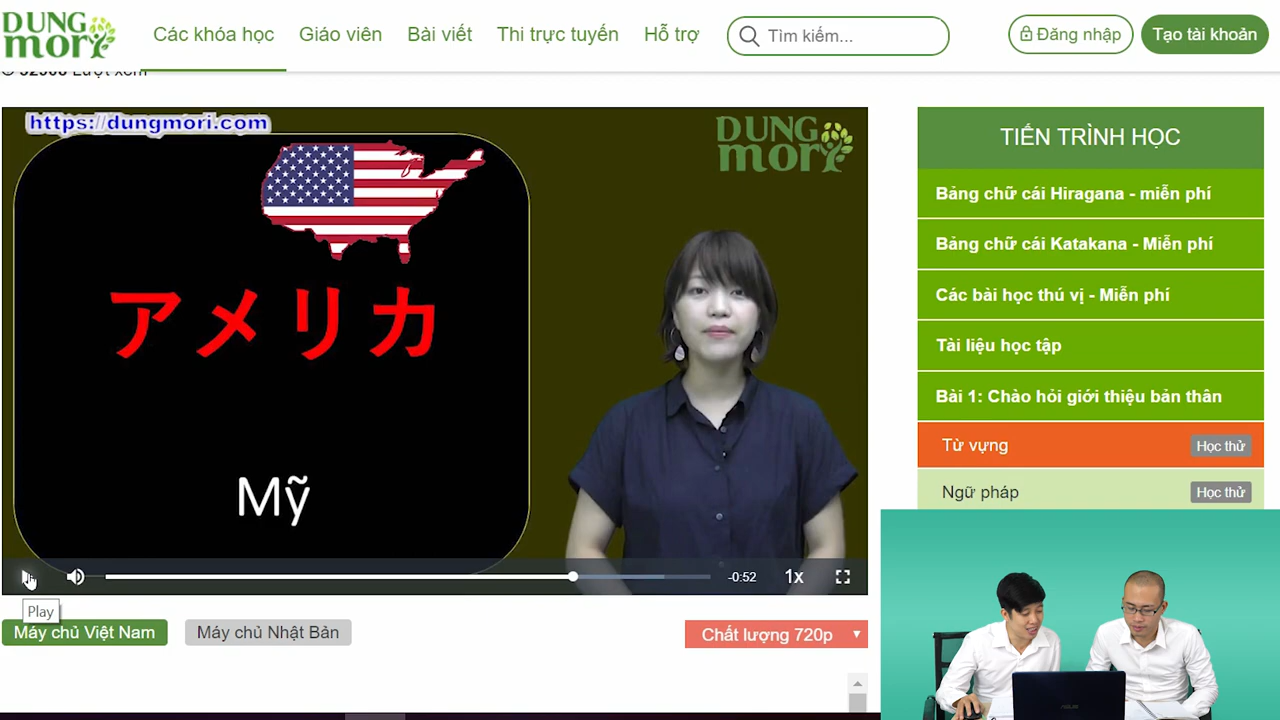 DUNG
mori
Các khóa học
Giáo viên
Bài viết
Thi trực tuyến
Hỗ trợ
Tìm kiếm...
Đăng nhập
Tạo tài khoản
Lượt xem
https://dungmori.com
DUNG
mori
アメリカ
Mỹ
-0:52
1x
Play
Máy chủ Việt Nam
Máy chủ Nhật Bản
Chất lượng 720p
TIẾN TRÌNH HỌC
Bảng chữ cái Hiragana - miễn phí
Bảng chữ cái Katakana - Miễn phí
Các bài học thú vị - Miễn phí
Tài liệu học tập
Bài 1: Chào hỏi giới thiệu bản thân
Từ vựng
Học thử
Ngữ pháp
Học thử
ASUS